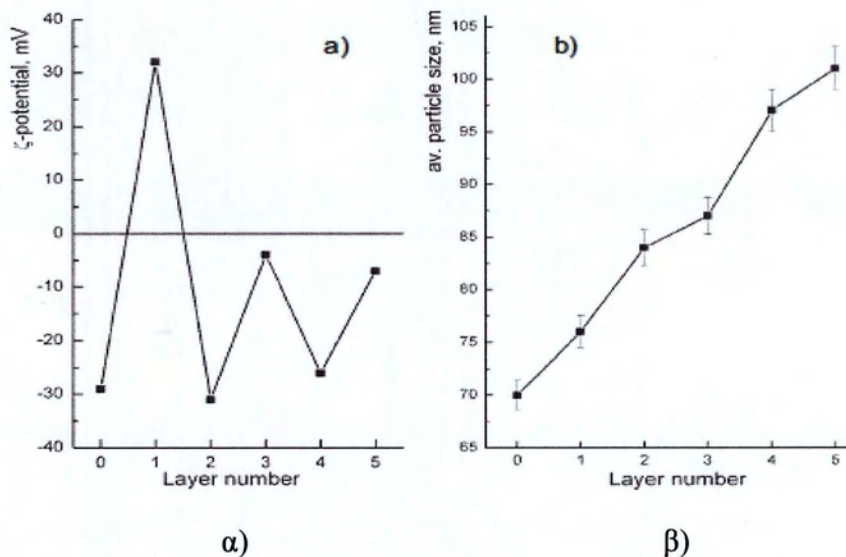 a)
ζ-potential, mV
40
30
20
10
0
-10
-20
-30
-40
0 1 2 3 4 5
Layer number
b)
av. particle size, nm
105
100
95
90
85
80
75
70
65
0 1 2 3 4 5
Layer number
α) β)